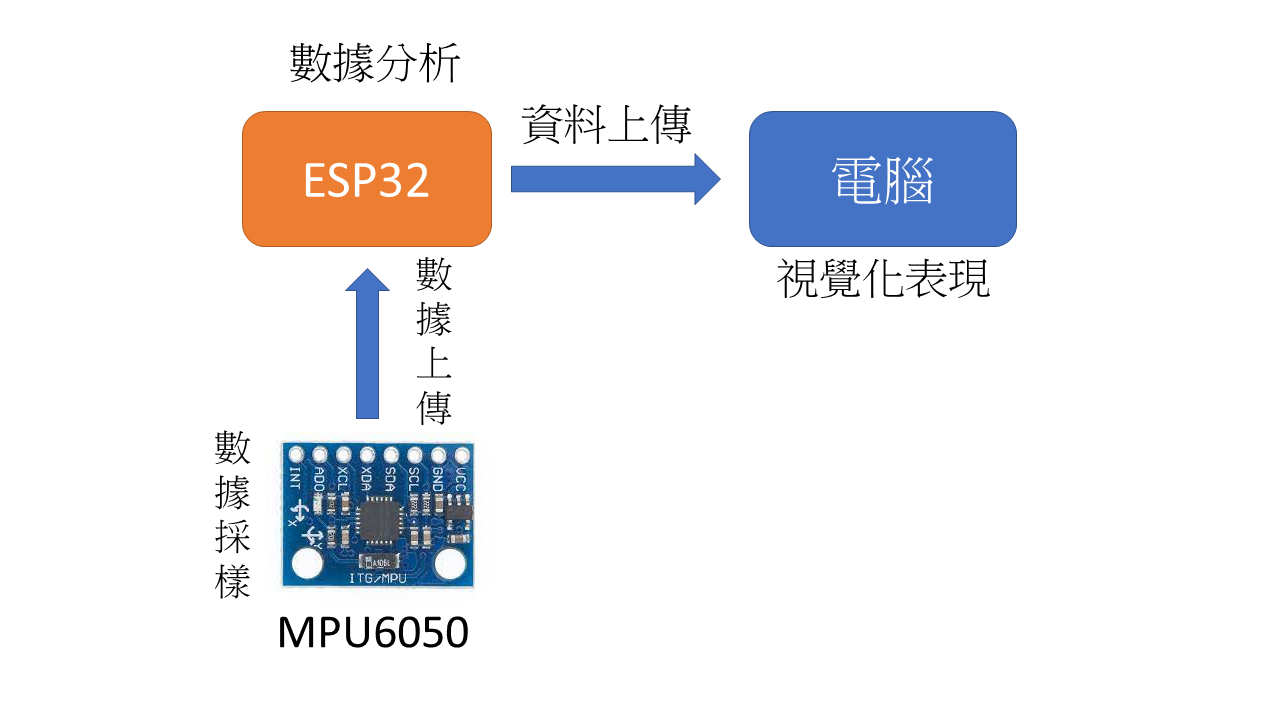 數據分析
資料上傳
ESP32
電腦
視覺化表現
數據上傳
數據採樣
INT
ADO
XCL
XDA
SDA
SCL
GND
VCC
X
Y
ITG/MPU
MPU6050